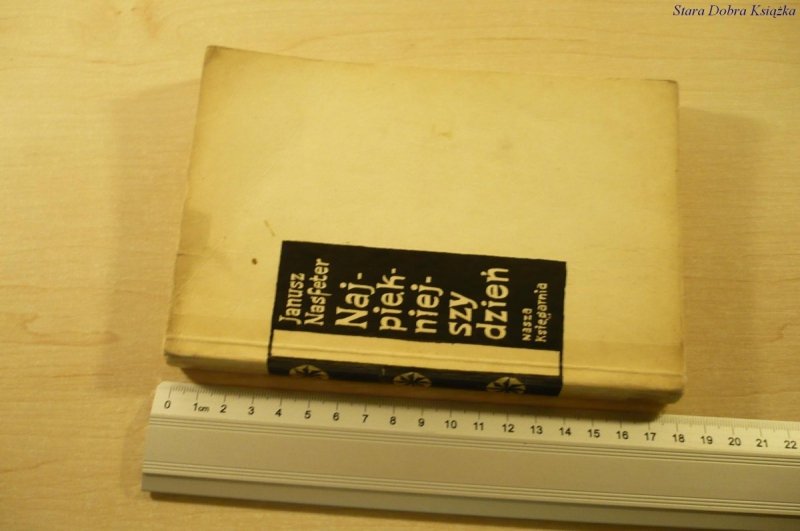 Stara Dobra Książka
Janusz
Nasfeter
Naj-
piek-
niej-
szy
dzień
Nasza
Księgarnia
0 1cm 2 3 4 5 6 7 8 9 10 11 12 13 14 15 16 17 18 19 20 21 22